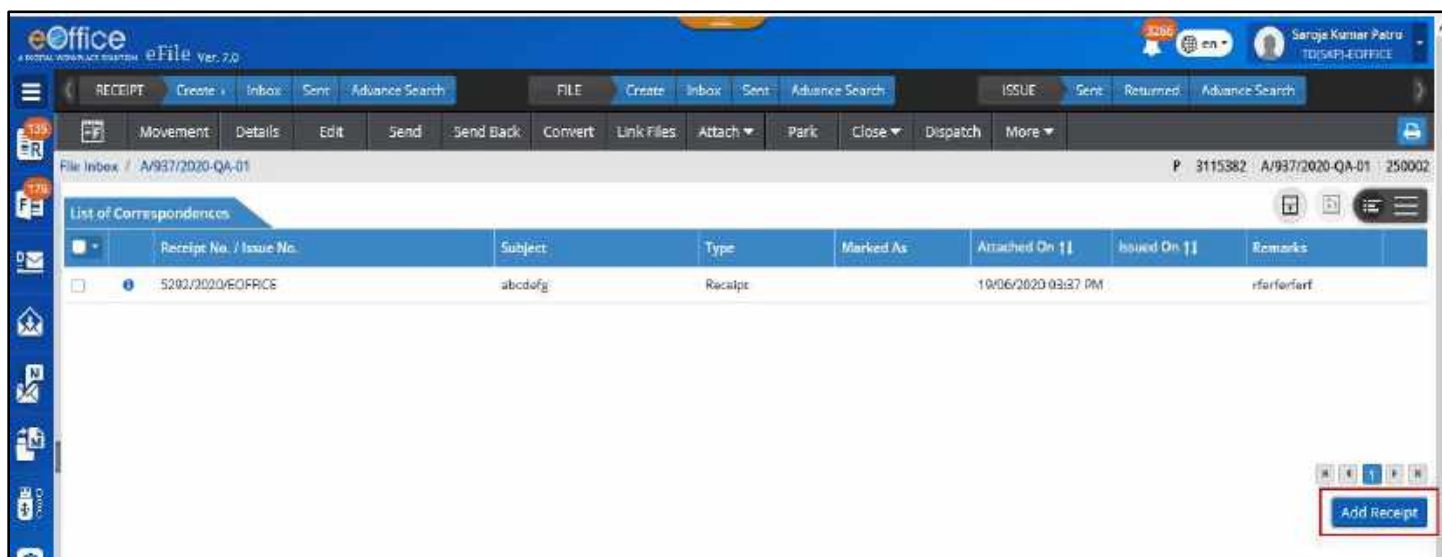 eOffice
A DIGITAL WORKPLACE SOLUTION
eFile Ver. 7.0
3266
en
Saroja Kumar Patro
TD(SKP)-EOFFICE
RECEIPT Create Inbox Sent Advance Search FILE Create Inbox Sent Advance Search ISSUE Sent Returned Advance Search
Movement Details Edit Send Send Back Convert Link Files Attach Park Close Dispatch More
File Inbox / A/937/2020-QA-01
P 3115382 A/937/2020-QA-01 250002
List of Correspondences
Receipt No. / Issue No. Subject Type Marked As Attached On Issued On Remarks
5292/2020/EOFFICE abcdefg Receipt 19/06/2020 03:37 PM rferferferf
1
Add Receipt